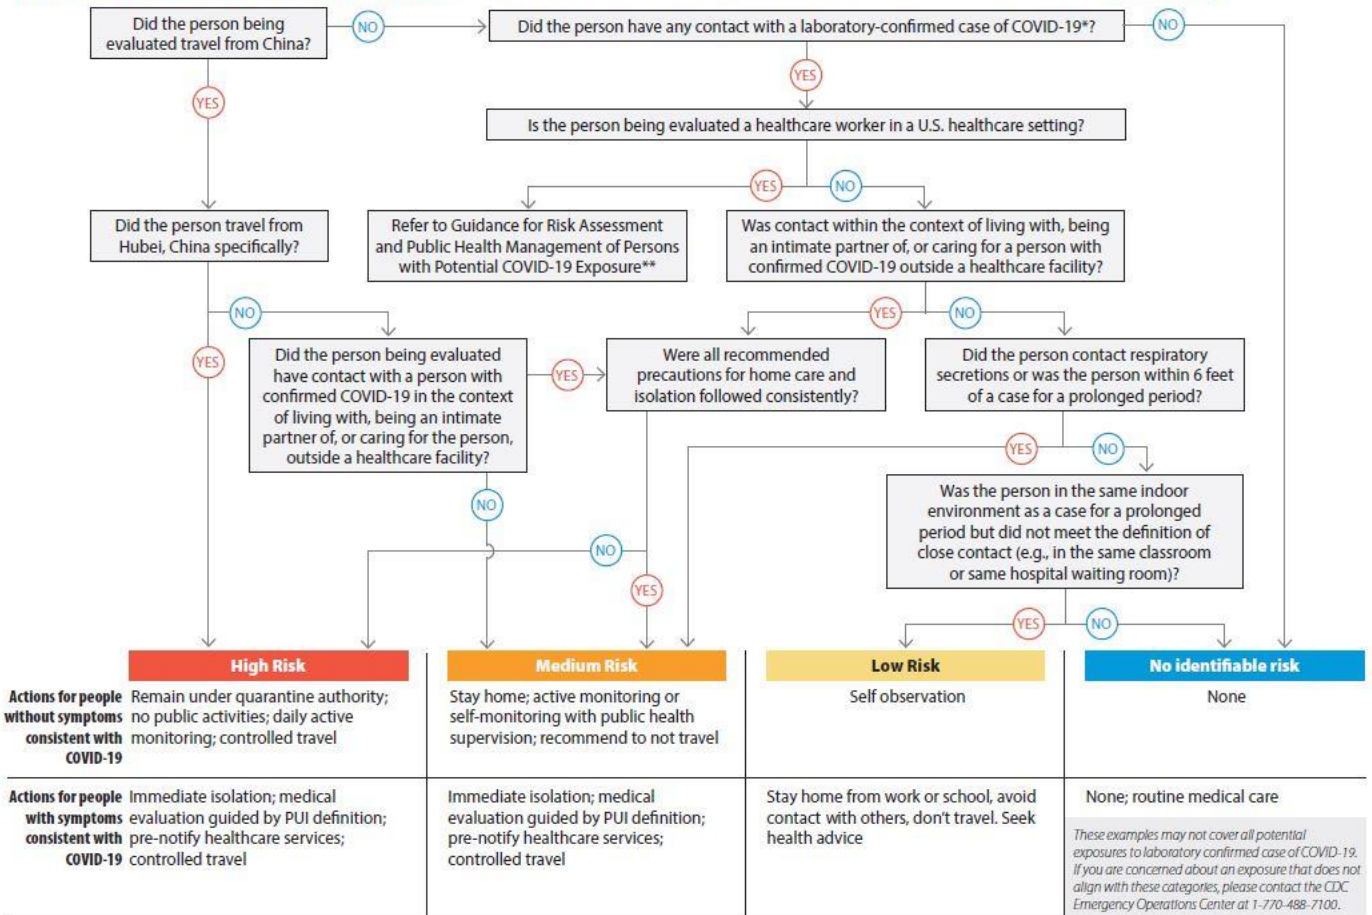 Did the person being
evaluated travel from China?
NO
Did the person have any contact with a laboratory-confirmed case of COVID-19*?
NO
YES
YES
Is the person being evaluated a healthcare worker in a U.S. healthcare setting?
YES
NO
Did the person travel from
Hubei, China specifically?
Refer to Guidance for Risk Assessment
and Public Health Management of Persons
with Potential COVID-19 Exposure**
Was contact within the context of living with, being
an intimate partner of, or caring for a person with
confirmed COVID-19 outside a healthcare facility?
NO
YES
NO
YES
Did the person being evaluated
have contact with a person with
confirmed COVID-19 in the context
of living with, being an intimate
partner of, or caring for the person,
outside a healthcare facility?
YES
Were all recommended
precautions for home care and
isolation followed consistently?
Did the person contact respiratory
secretions or was the person within 6 feet
of a case for a prolonged period?
YES
NO
NO
Was the person in the same indoor
environment as a case for a prolonged
period but did not meet the definition of
close contact (e.g., in the same classroom
or same hospital waiting room)?
NO
YES
YES
NO
High Risk
Medium Risk
Low Risk
No identifiable risk
Actions for people
without symptoms
consistent with
COVID-19
Remain under quarantine authority;
no public activities; daily active
monitoring; controlled travel
Stay home; active monitoring or
self-monitoring with public health
supervision; recommend to not travel
Self observation
None
Actions for people
with symptoms
consistent with
COVID-19
Immediate isolation; medical
evaluation guided by PUI definition;
pre-notify healthcare services;
controlled travel
Immediate isolation; medical
evaluation guided by PUI definition;
pre-notify healthcare services;
controlled travel
Stay home from work or school, avoid
contact with others, don't travel. Seek
health advice
None; routine medical care
These examples may not cover all potential
exposures to laboratory confirmed case of COVID-19.
If you are concerned about an exposure that does not
align with these categories, please contact the CDC
Emergency Operations Center at 1-770-488-7100.